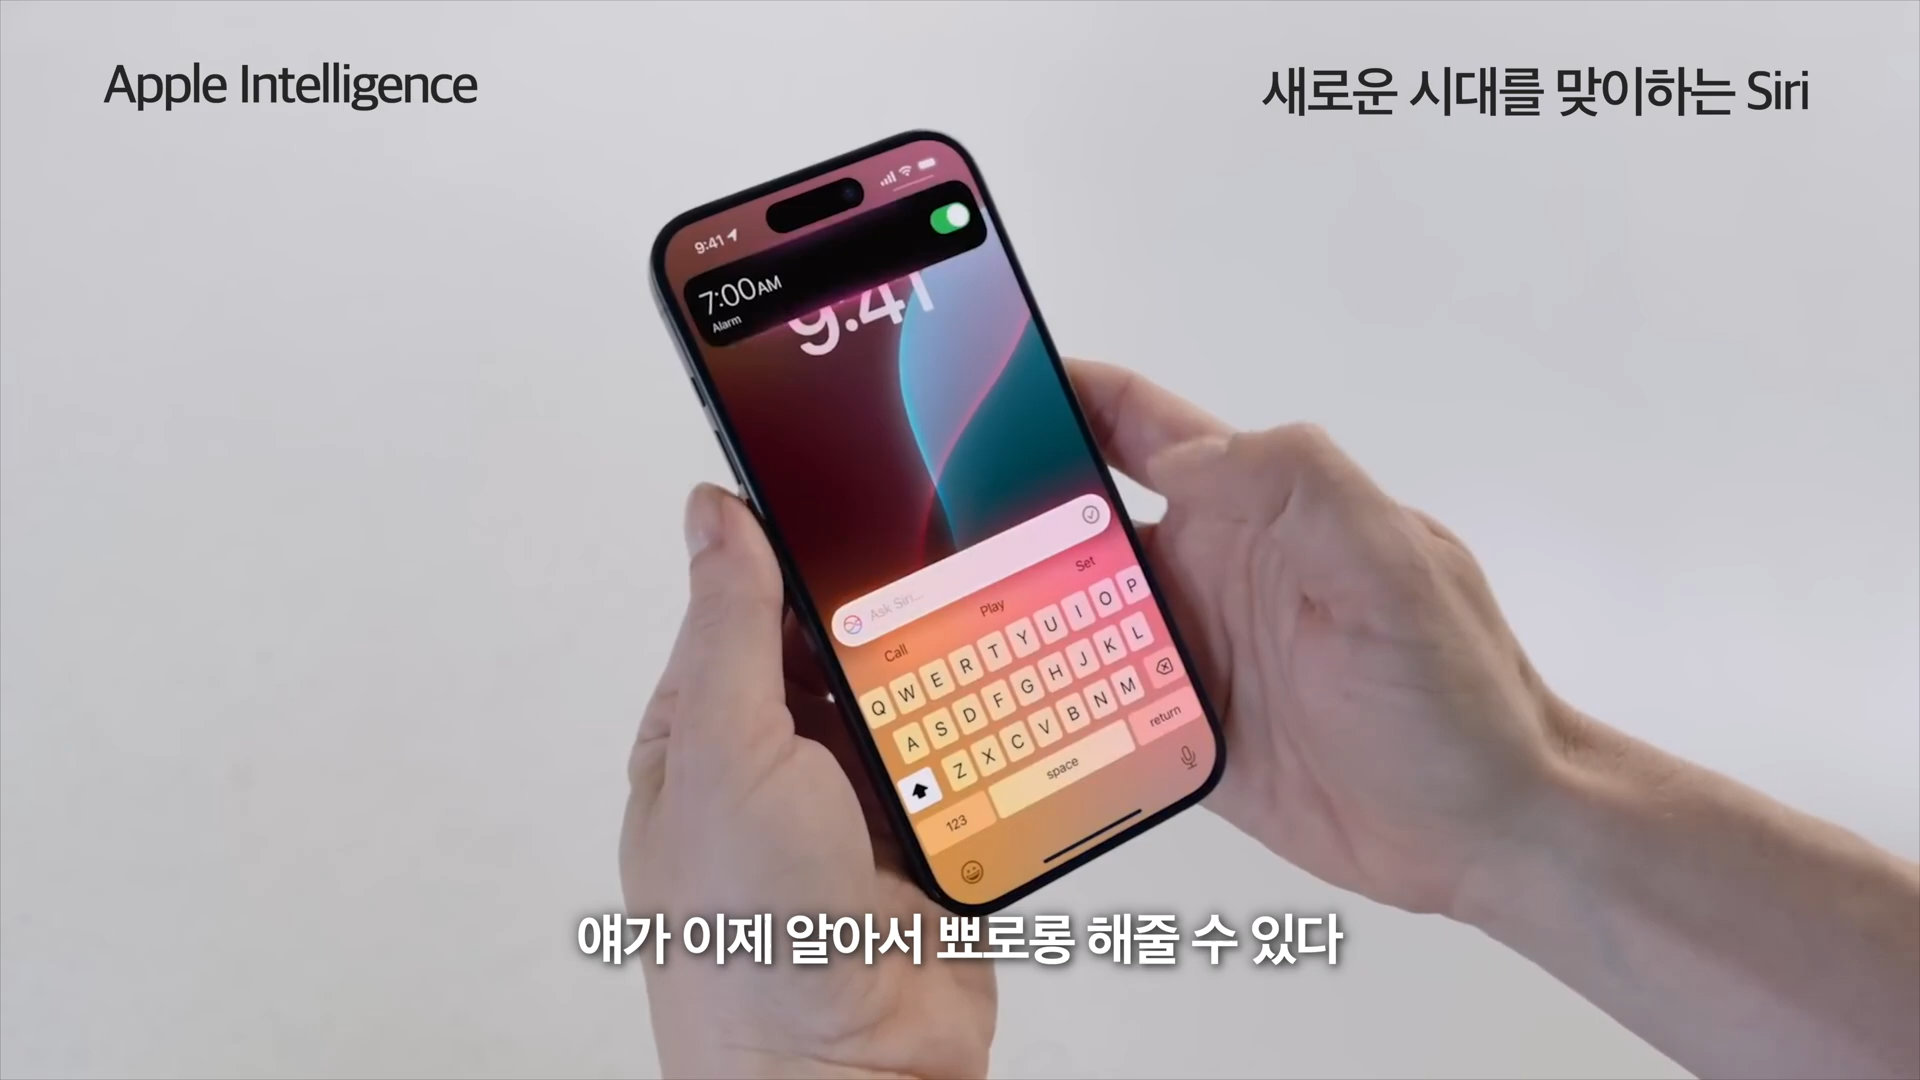 Apple Intelligence
새로운 시대를 맞이하는 Siri
9:41
7:00AM
Alarm
9:41
Ask Siri...
Call Play Set
Q W E R T Y U I O P
A S D F G H J K L
Z X C V B N M
123 space return
얘가 이제 알아서 뾰로롱 해줄 수 있다